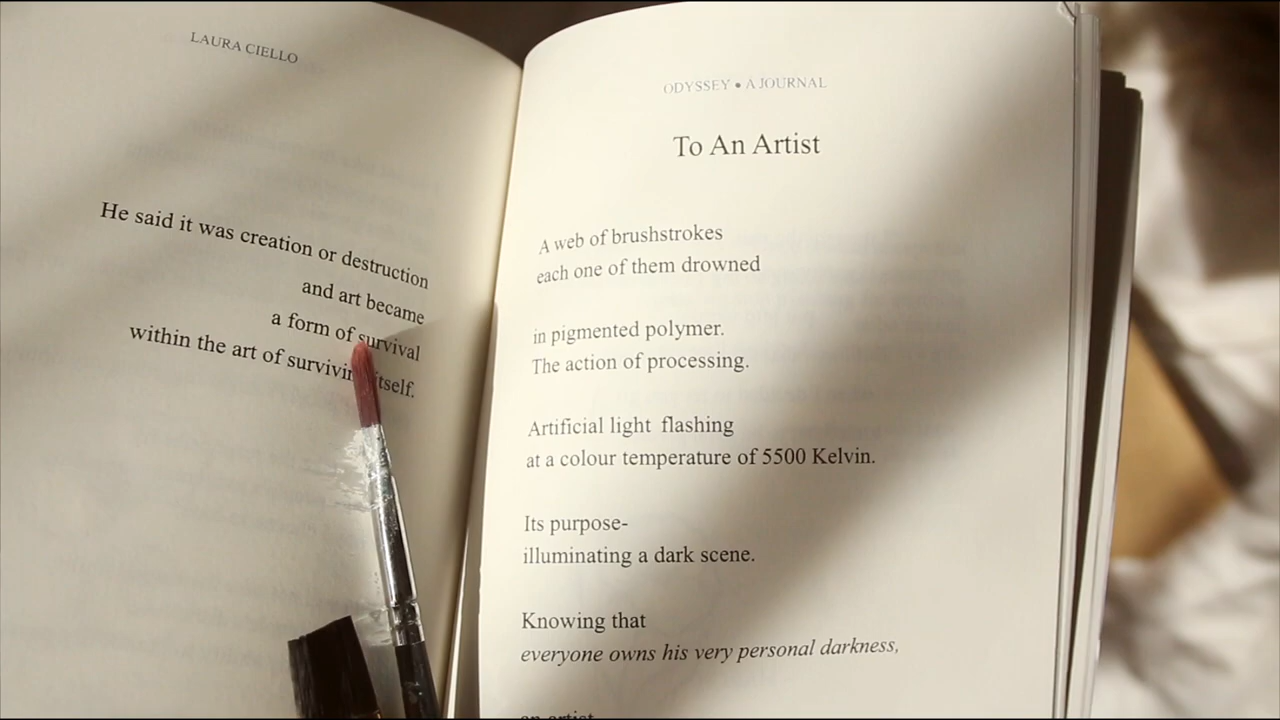 LAURA CIELLO
He said it was creation or destruction
and art became
a form of survival
within the art of surviving itself.
ODYSSEY • A JOURNAL
To An Artist
A web of brushstrokes
each one of them drowned
in pigmented polymer.
The action of processing.
Artificial light flashing
at a colour temperature of 5500 Kelvin.
Its purpose-
illuminating a dark scene.
Knowing that
everyone owns his very personal darkness,
an artist